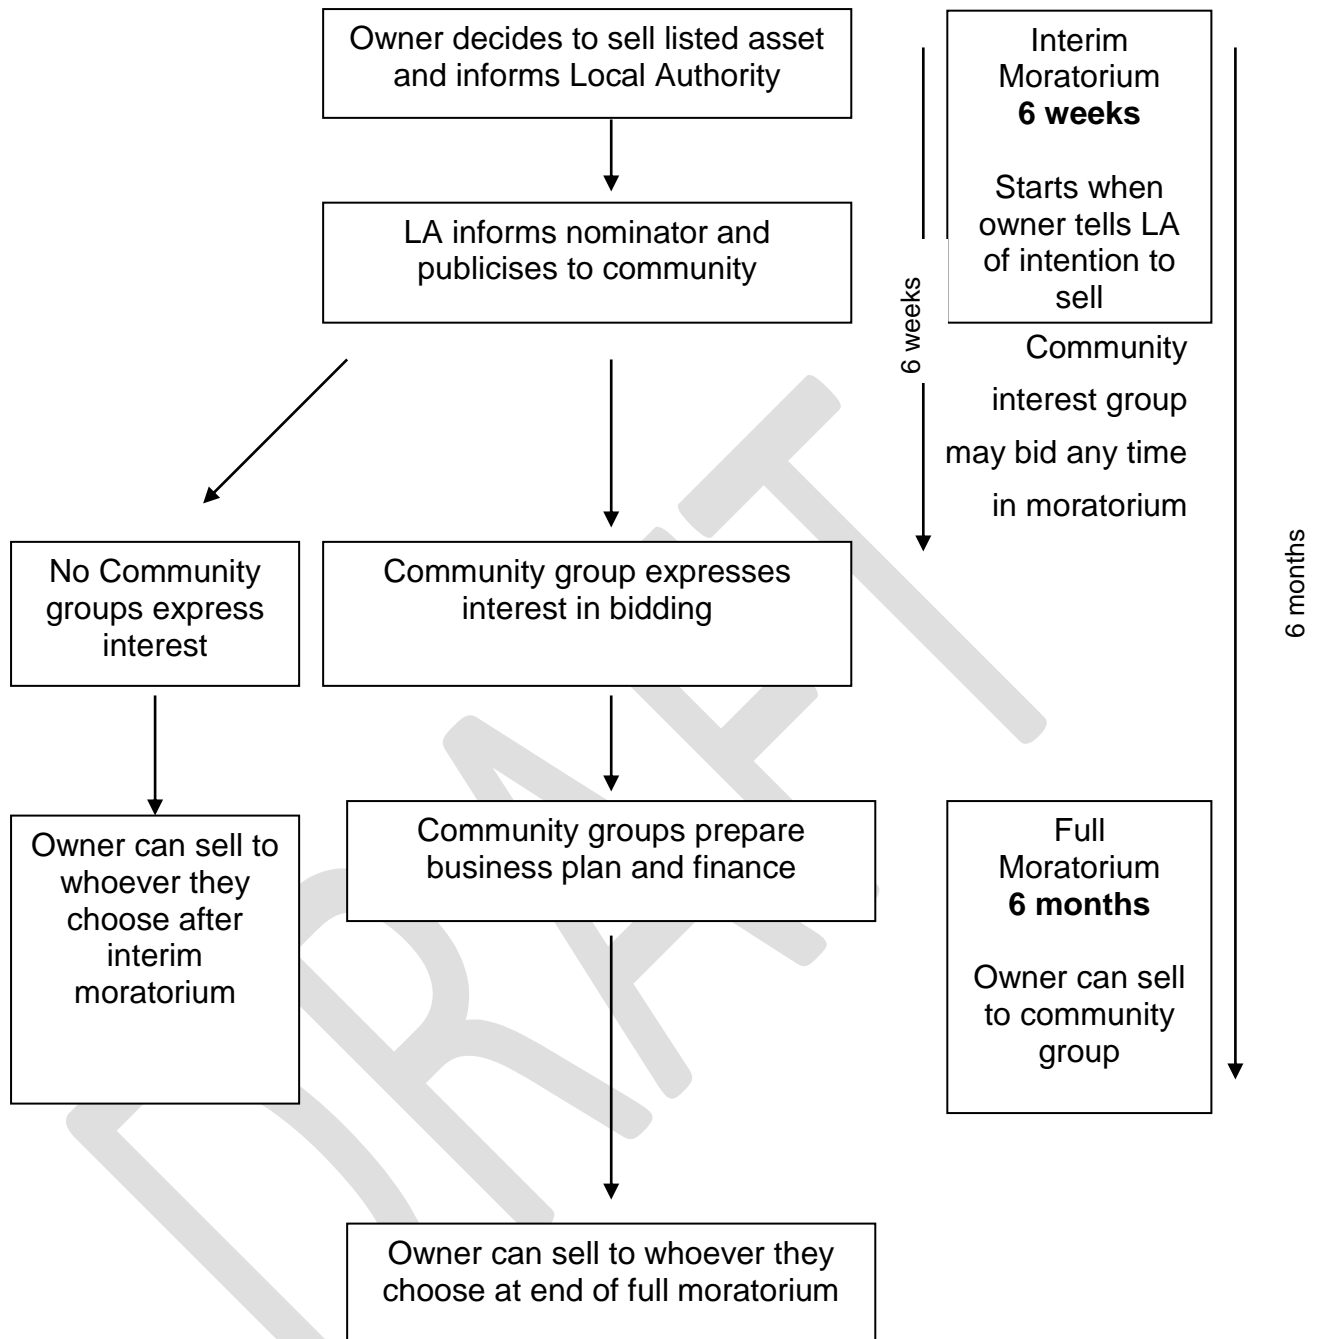 Owner decides to sell listed asset
and informs Local Authority
Interim
Moratorium
6 weeks
Starts when
owner tells LA
of intention to
sell
LA informs nominator and
publicises to community
6 weeks
Community
interest group
may bid any time
in moratorium
6 months
No Community
groups express
interest
Community group expresses
interest in bidding
Owner can sell to
whoever they
choose after
interim
moratorium
Community groups prepare
business plan and finance
Full
Moratorium
6 months
Owner can sell
to community
group
Owner can sell to whoever they
choose at end of full moratorium
DRAFT